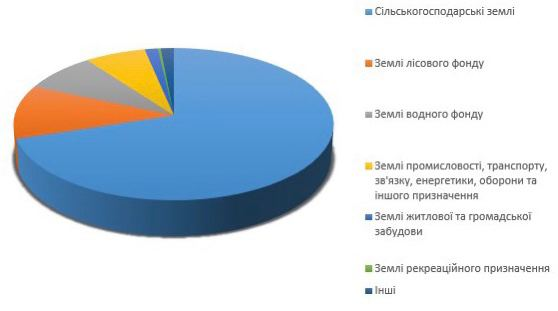 Сільськогосподарські землі
Землі лісового фонду
Землі водного фонду
Землі промисловості, транспорту,
зв'язку, енергетики, оборони та
іншого призначення
Землі житлової та громадської
забудови
Землі рекреаційного призначення
Інші